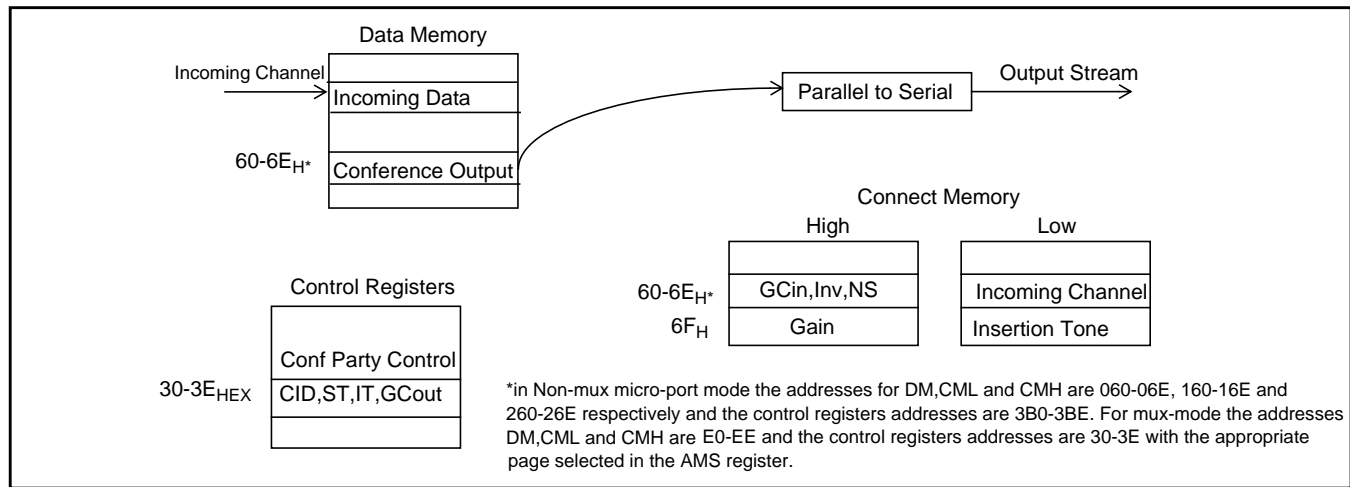 Data Memory
Incoming Channel
Incoming Data
60-6EH*
Conference Output
Parallel to Serial
Output Stream
Connect Memory
High
Low
60-6EH*
GCin,Inv,NS
Incoming Channel
6FH
Gain
Insertion Tone
Control Registers
Conf Party Control
30-3EHEX
CID,ST,IT,GCout
*in Non-mux micro-port mode the addresses for DM,CML and CMH are 060-06E, 160-16E and
260-26E respectively and the control registers addresses are 3B0-3BE. For mux-mode the addresses
DM,CML and CMH are E0-EE and the control registers addresses are 30-3E with the appropriate
page selected in the AMS register.